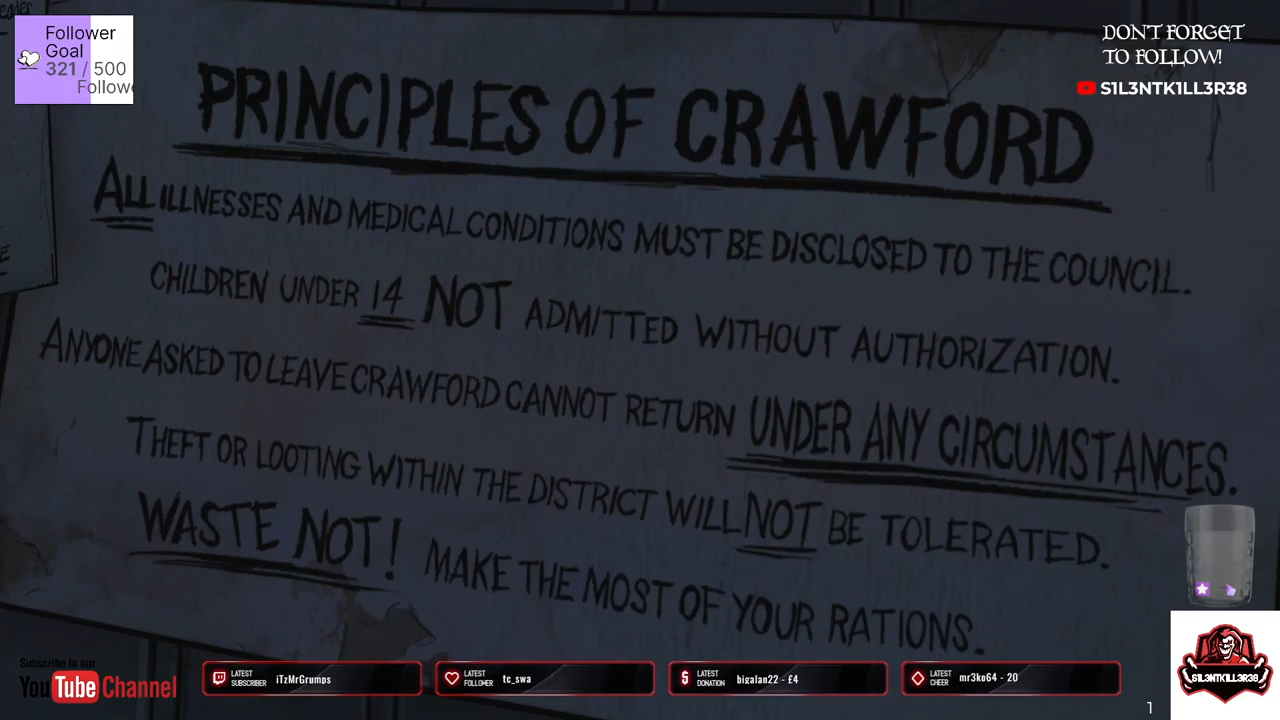 Follower
Goal
321 / 500
Followe
DON'T FORGET
TO FOLLOW!
S1L3NTK1LL3R38
PRINCIPLES OF CRAWFORD
ALL ILLNESSES AND MEDICAL CONDITIONS MUST BE DISCLOSED TO THE COUNCIL.
CHILDREN UNDER 14 NOT ADMITTED WITHOUT AUTHORIZATION.
ANYONE ASKED TO LEAVE CRAWFORD CANNOT RETURN UNDER ANY CIRCUMSTANCES.
THEFT OR LOOTING WITHIN THE DISTRICT WILL NOT BE TOLERATED.
WASTE NOT! MAKE THE MOST OF YOUR RATIONS.
Subscribe to our
YouTube Channel
LATEST
SUBSCRIBER
iTzMrGrumps
LATEST
FOLLOWER
tc_swa
LATEST
DONATION
bigalan22 - £4
LATEST
CHEER
mr3ko64 - 20
1
S1L3NTK1LL3R38